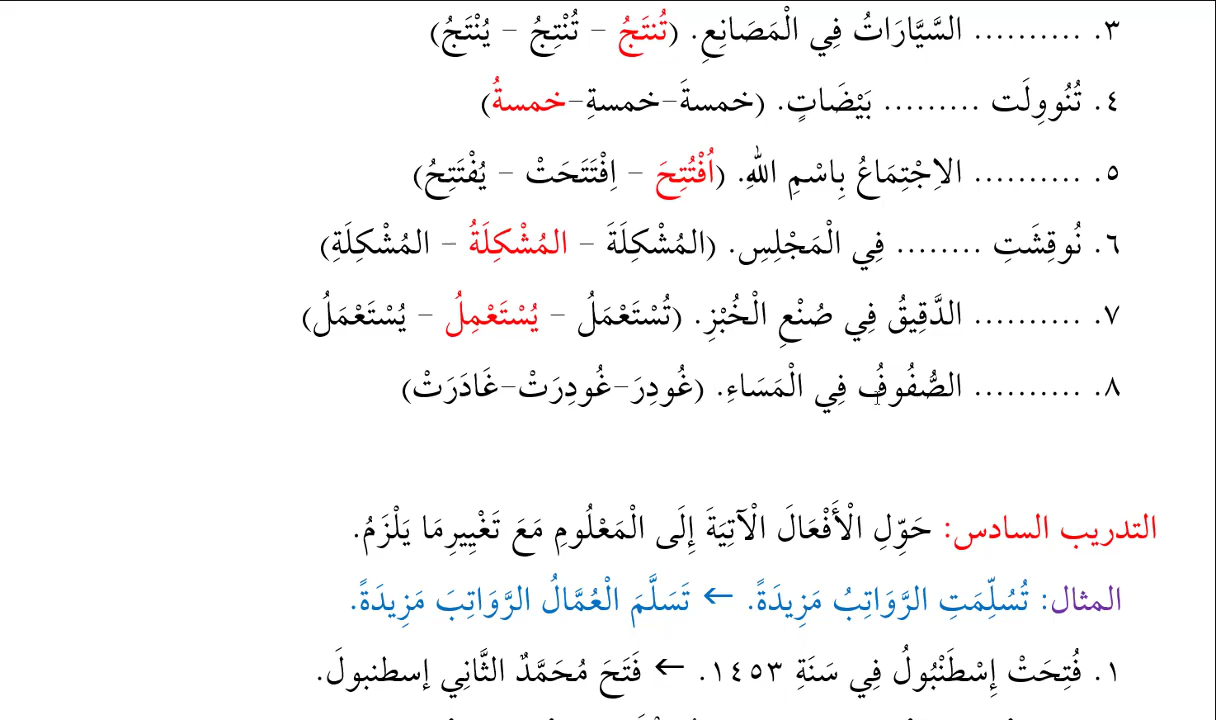 ٣. .......... السَّيَّارَاتُ فِي الْمَصَانِعِ. (تُنتَجُ – تُنْتِجُ – يُنْتَجُ)
٤. تُنُووِلَت ......... بَيْضَاتٍ. (خمسةَ-خمسةِ-خمسةُ)
٥. .......... الاِجْتِمَاعُ بِاسْمِ اللهِ. (اُفْتُتِحَ – اِفْتَتَحَتْ – يُفْتَتِحُ)
٦. نُوقِشَتِ ........ فِي الْمَجْلِسِ. (المُشْكِلَةَ – المُشْكِلَةُ – المُشْكِلَةِ)
٧. .......... الدَّقِيقُ فِي صُنْعِ الْخُبْزِ. (تُسْتَعْمَلُ – يُسْتَعْمِلُ – يُسْتَعْمَلُ)
٨. .......... الصُّفُوفُ فِي الْمَسَاءِ. (غُودِرَ-غُودِرَتْ-غَادَرَتْ)
التدريب السادس: حَوِّلِ الْأَفْعَالَ الْآتِيَةَ إِلَى الْمَعْلُومِ مَعَ تَغْيِيرِمَا يَلْزَمُ.
المثال: تُسُلِّمَتِ الرَّوَاتِبُ مَزِيدَةً. ← تَسَلَّمَ الْعُمَّالُ الرَّوَاتِبَ مَزِيدَةً.
١. فُتِحَتْ إِسْطَنْبُولُ فِي سَنَةِ ١٤٥٣. ← فَتَحَ مُحَمَّدٌ الثَّانِي إسطنبولَ.